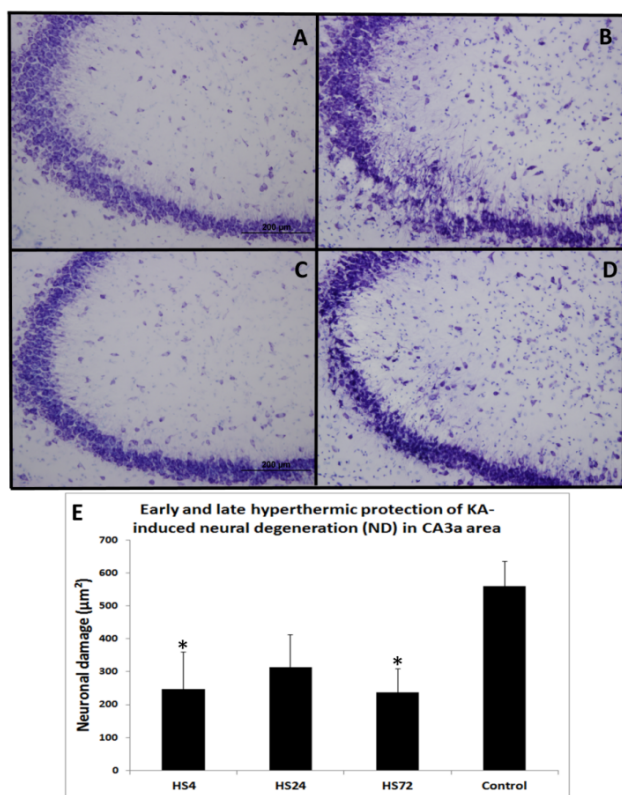 A
B
200 µm
C
D
200 µm
E
Early and late hyperthermic protection of KA-
induced neural degeneration (ND) in CA3a area
Neuronal damage (µm²)
700
600
500
400
300
200
100
0
*
*
HS4 HS24 HS72 Control